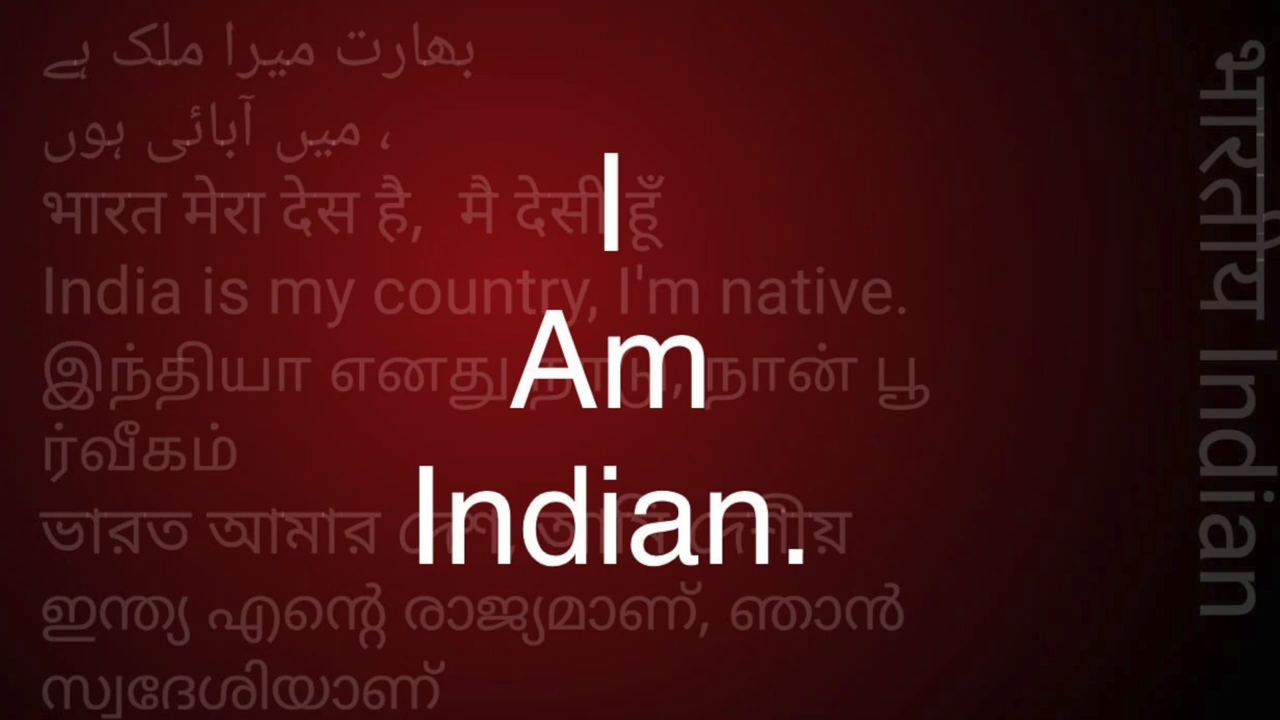 بھارت میرا ملک ہے
، میں آبائی ہوں
भारत मेरा देस है, मै देसी हूँ
India is my country, I'm native.
இந்தியா எனது நாடு, நான் பூ
ர்வீகம்
ভারত আমার দেশ, আমি দেশীয়
ഇന്ത്യ എന്റെ രാജ്യമാണ്, ഞാൻ
സ്വദേശിയാണ്
I
Am
Indian.
भारतीय Indian